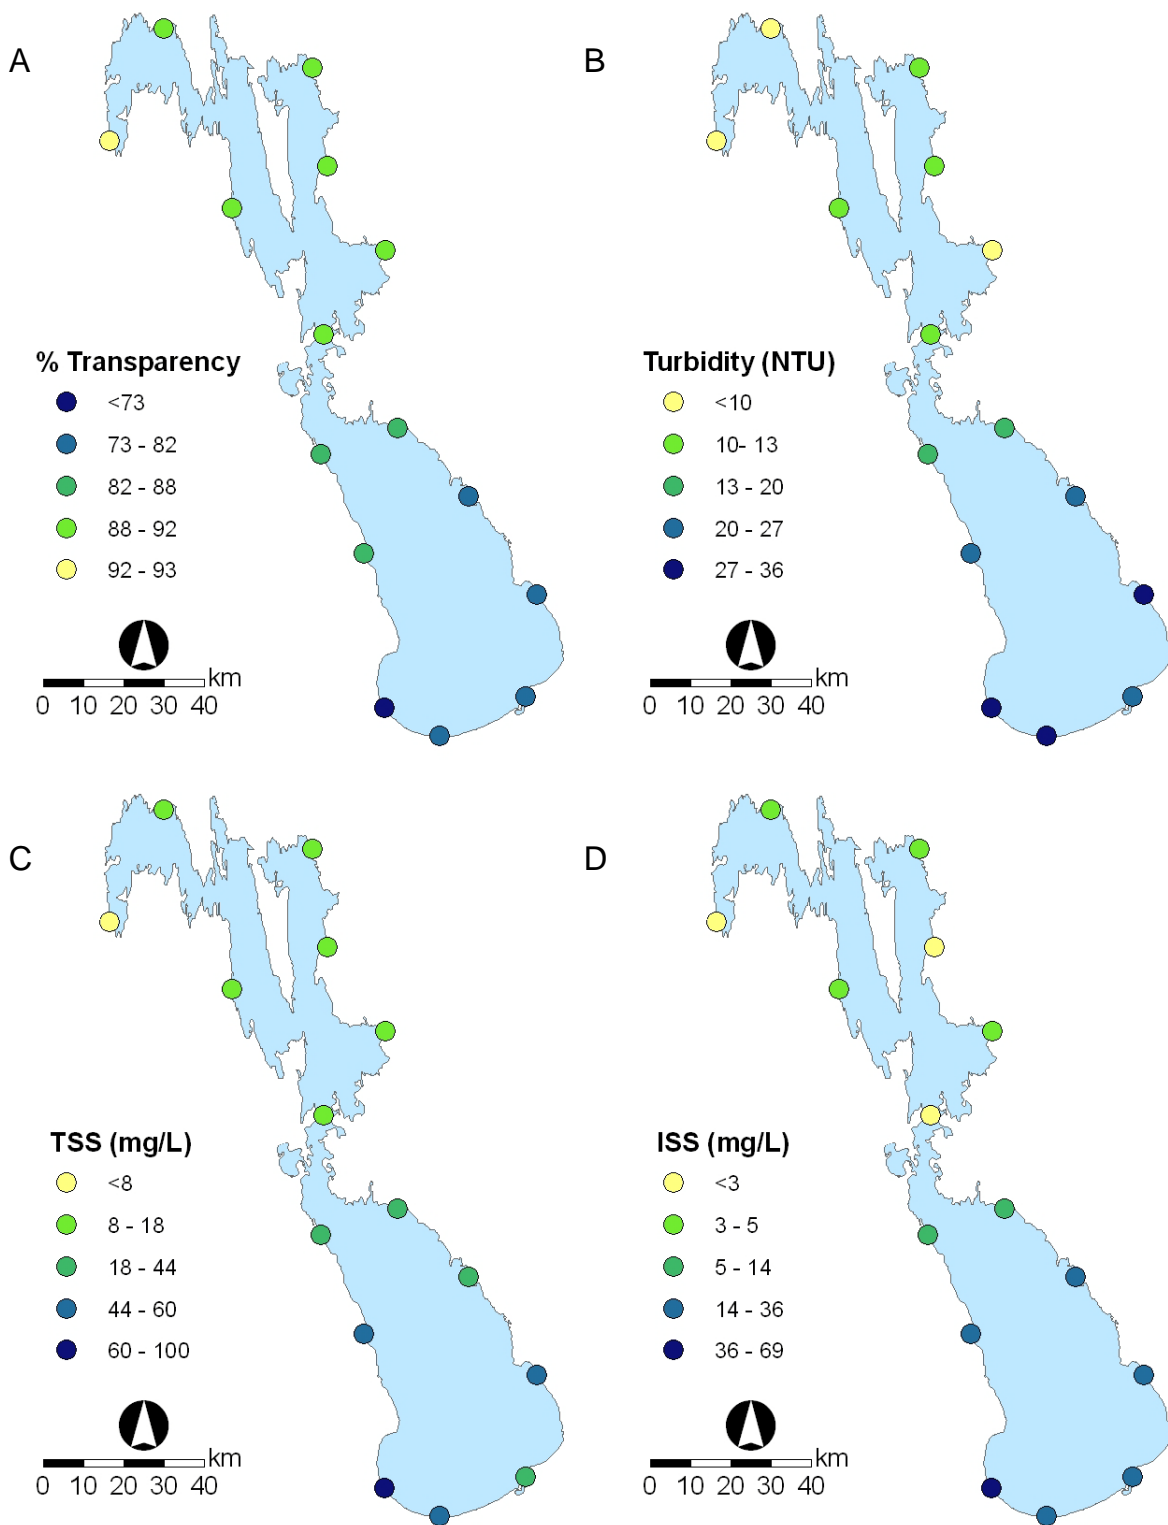 A
% Transparency
<73
73 - 82
82 - 88
88 - 92
92 - 93
km
0 10 20 30 40
B
Turbidity (NTU)
<10
10- 13
13 - 20
20 - 27
27 - 36
km
0 10 20 30 40
C
TSS (mg/L)
<8
8 - 18
18 - 44
44 - 60
60 - 100
km
0 10 20 30 40
D
ISS (mg/L)
<3
3 - 5
5 - 14
14 - 36
36 - 69
km
0 10 20 30 40